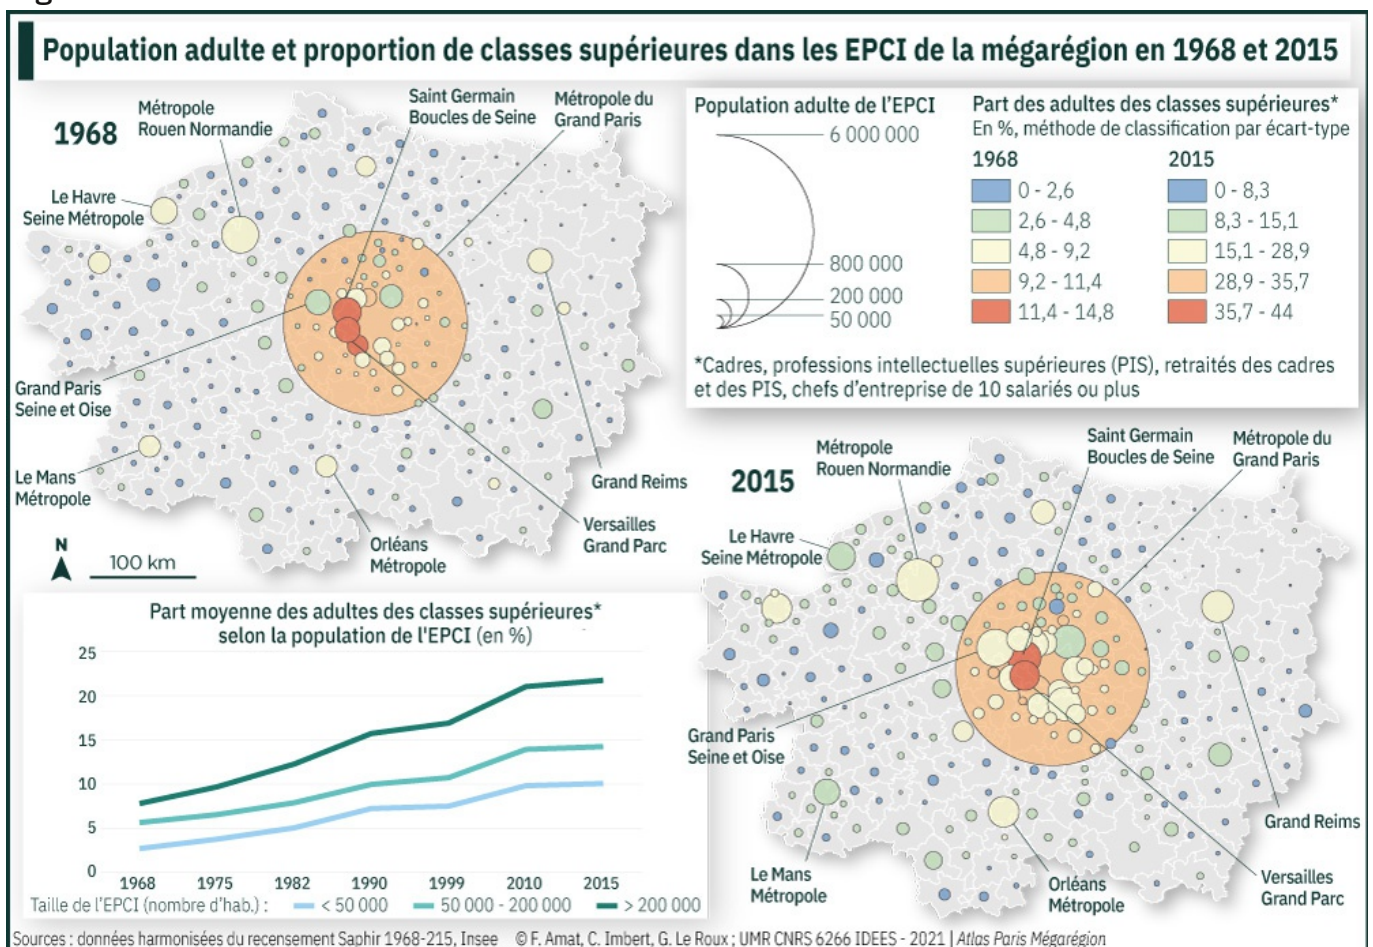 Population adulte et proportion de classes supérieures dans les EPCI de la mégarégion en 1968 et 2015
1968
Métropole
Rouen Normandie
Saint Germain
Boucles de Seine
Métropole du
Grand Paris
Le Havre
Seine Métropole
Grand Paris
Seine et Oise
Le Mans
Métropole
Orléans
Métropole
Versailles
Grand Parc
Grand Reims
N
100 km
Population adulte de l'EPCI
6 000 000
800 000
200 000
50 000
Part des adultes des classes supérieures*
En %, méthode de classification par écart-type
1968 2015
0 - 2,6 0 - 8,3
2,6 - 4,8 8,3 - 15,1
4,8 - 9,2 15,1 - 28,9
9,2 - 11,4 28,9 - 35,7
11,4 - 14,8 35,7 - 44
*Cadres, professions intellectuelles supérieures (PIS), retraités des cadres
et des PIS, chefs d'entreprise de 10 salariés ou plus
2015
Métropole
Rouen Normandie
Saint Germain
Boucles de Seine
Métropole du
Grand Paris
Le Havre
Seine Métropole
Grand Paris
Seine et Oise
Le Mans
Métropole
Orléans
Métropole
Versailles
Grand Parc
Grand Reims
Part moyenne des adultes des classes supérieures*
selon la population de l'EPCI (en %)
25
20
15
10
5
0
1968 1975 1982 1990 1999 2010 2015
Taille de l'EPCI (nombre d'hab.) : < 50 000 50 000 - 200 000 > 200 000
Sources : données harmonisées du recensement Saphir 1968-215, Insee © F. Amat, C. Imbert, G. Le Roux ; UMR CNRS 6266 IDEES - 2021 | Atlas Paris Mégarégion